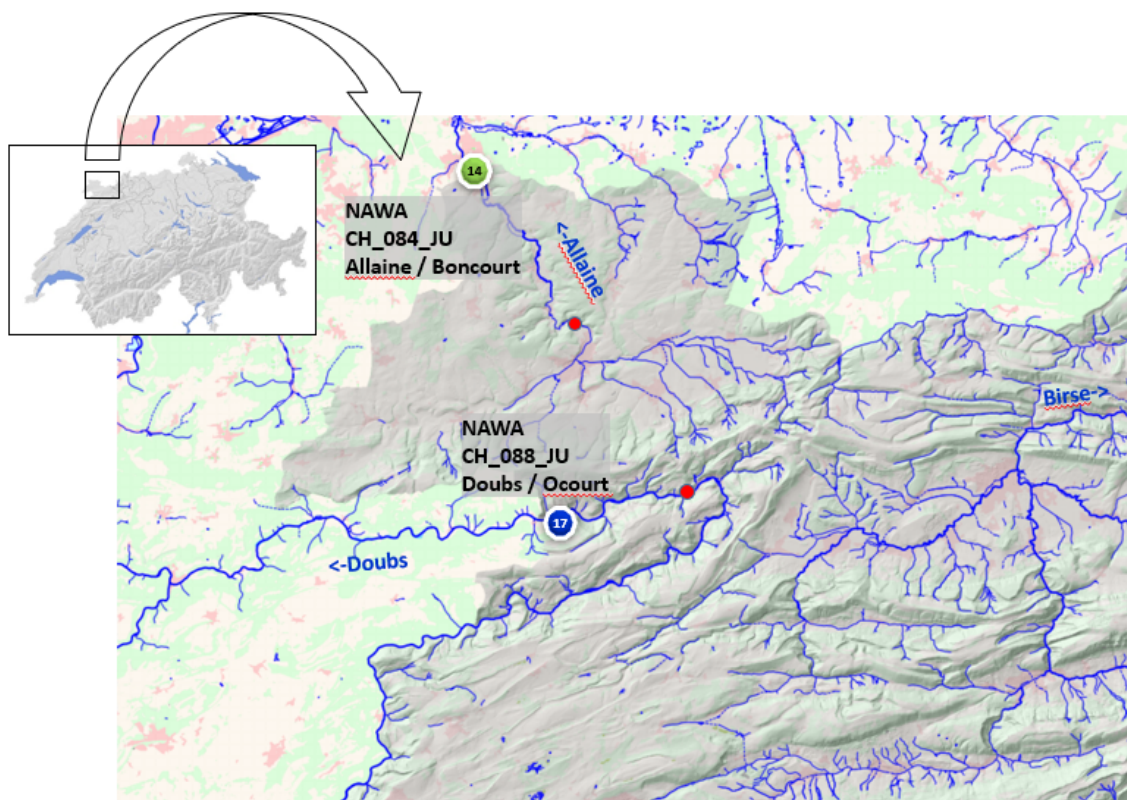 14
NAWA
CH_084_JU
Allaine / Boncourt
<-Allaine
Birse->
NAWA
CH_088_JU
Doubs / Ocourt
17
<-Doubs